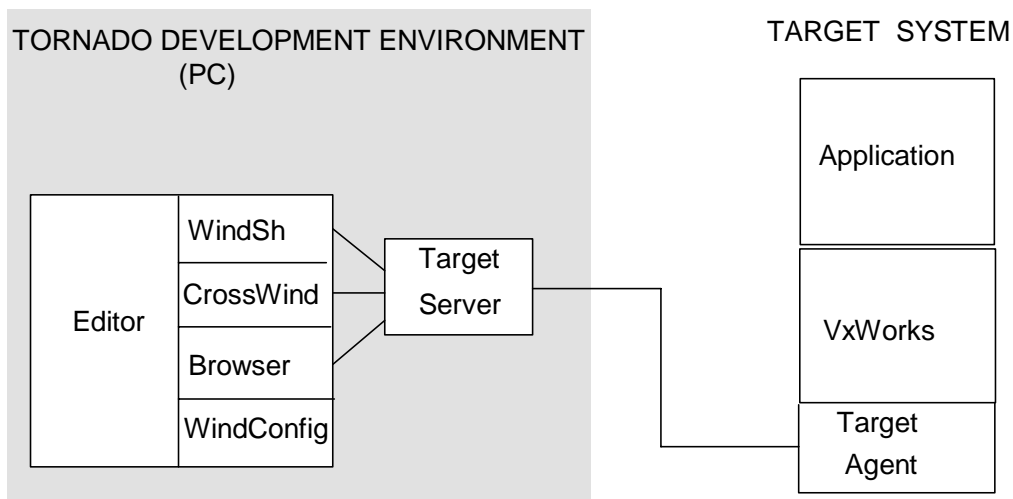 TORNADO DEVELOPMENT ENVIRONMENT
(PC)
TARGET SYSTEM
Editor
WindSh
CrossWind
Browser
WindConfig
Target
Server
Application
VxWorks
Target
Agent